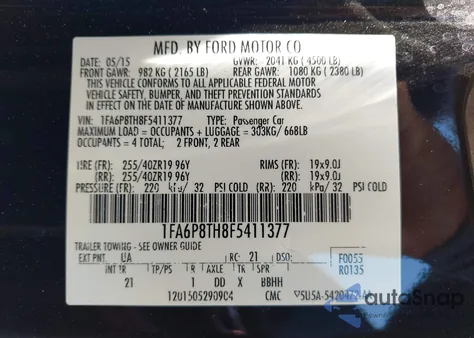 MFD. BY FORD MOTOR CO
DATE: 05/15 GVWR: 2041 KG ( 4500 LB)
FRONT GAWR: 982 KG ( 2165 LB) REAR GAWR: 1080 KG ( 2380 LB)
THIS VEHICLE CONFORMS TO ALL APPLICABLE FEDERAL MOTOR
VEHICLE SAFETY, BUMPER, AND THEFT PREVENTION STANDARDS
IN EFFECT ON THE DATE OF MANUFACTURE SHOWN ABOVE.
VIN: 1FA6P8TH8F5411377 TYPE: Passenger Car
MAXIMUM LOAD = OCCUPANTS + LUGGAGE = 303KG/ 668LB
OCCUPANTS = 4 TOTAL: 2 FRONT, 2 REAR
TIRE (FR): 255/40ZR19 96Y RIMS (FR): 19x9.0J
(RR): 255/40ZR19 96Y (RR): 19x9.0J
PRESSURE (FR): 220 kPa/ 32 PSI COLD (RR): 220 kPa/ 32 PSI COLD
1FA6P8TH8F5411377
TRAILER TOWING - SEE OWNER GUIDE
EXT PNT: UA RC: 21 DSO: F0055
INT TR TP/PS R AXLE TR SPR R0135
21 1 DD X BBHH
CMC
autoSnap